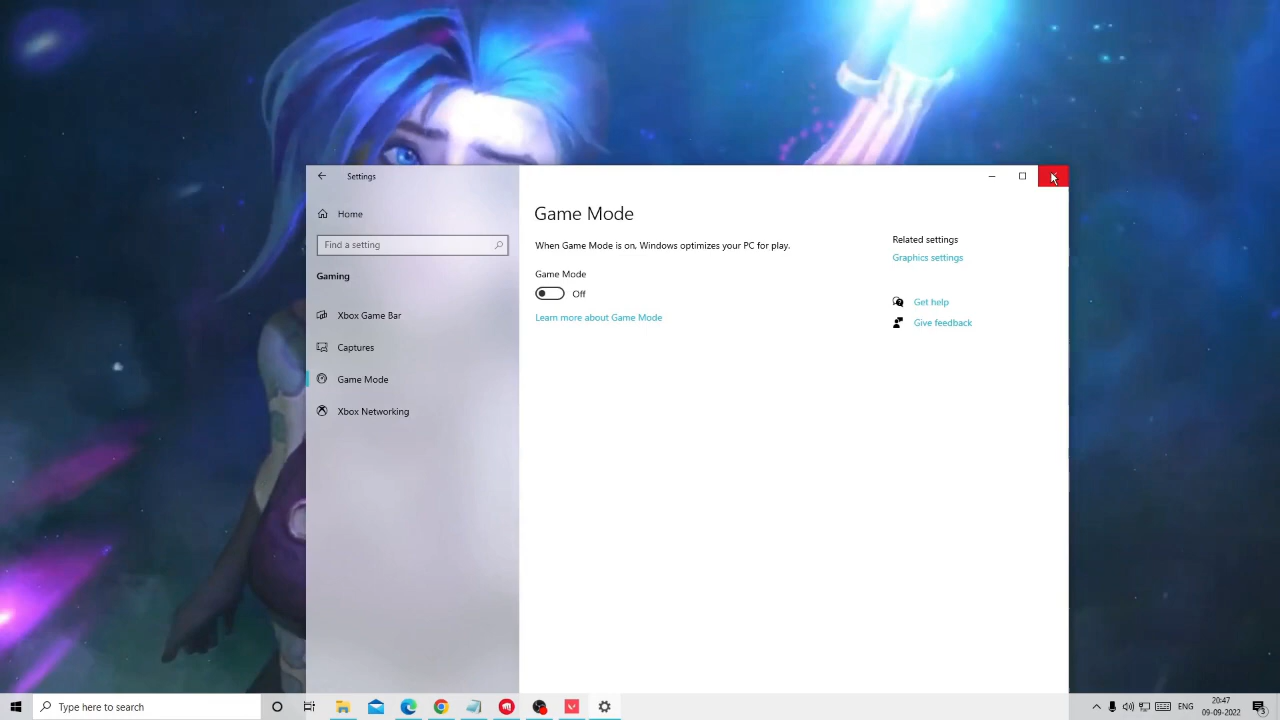 Settings
Home
Find a setting
Gaming
Xbox Game Bar
Captures
Game Mode
Xbox Networking
Game Mode
When Game Mode is on, Windows optimizes your PC for play.
Game Mode
Off
Learn more about Game Mode
Related settings
Graphics settings
Get help
Give feedback
Type here to search
ENG
20:47
09-09-2022
3